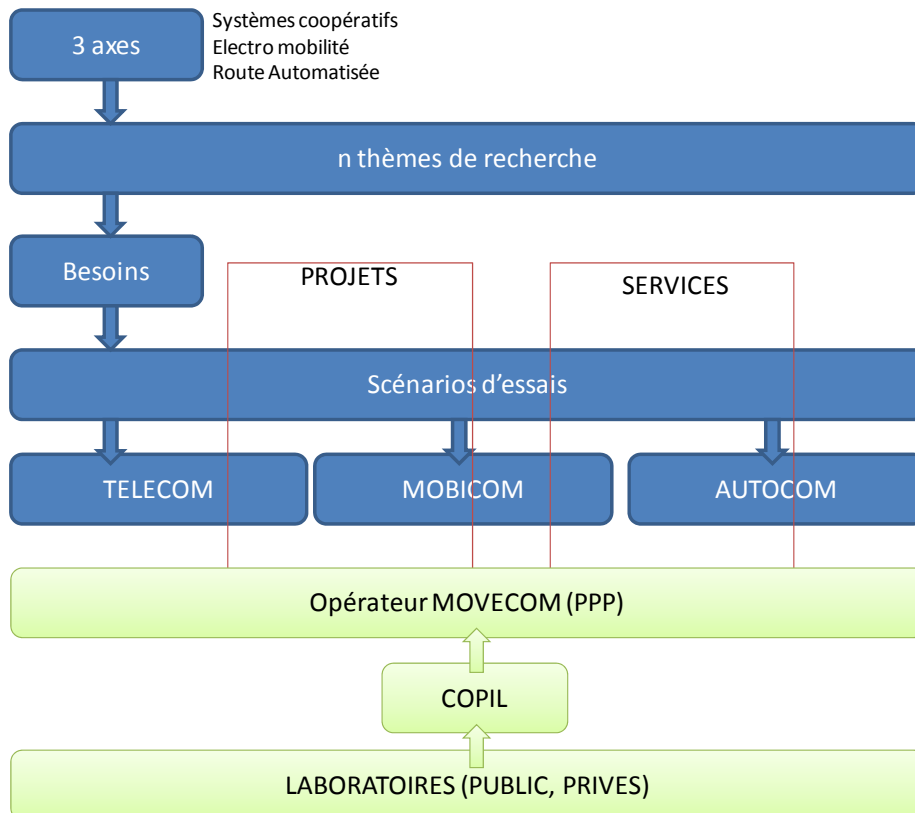 3 axes
Systèmes coopératifs
Electro mobilité
Route Automatisée
n thèmes de recherche
Besoins
PROJETS
SERVICES
Scénarios d'essais
TELECOM
MOBICOM
AUTOCOM
Opérateur MOVECOM (PPP)
COPIL
LABORATOIRES (PUBLIC, PRIVES)